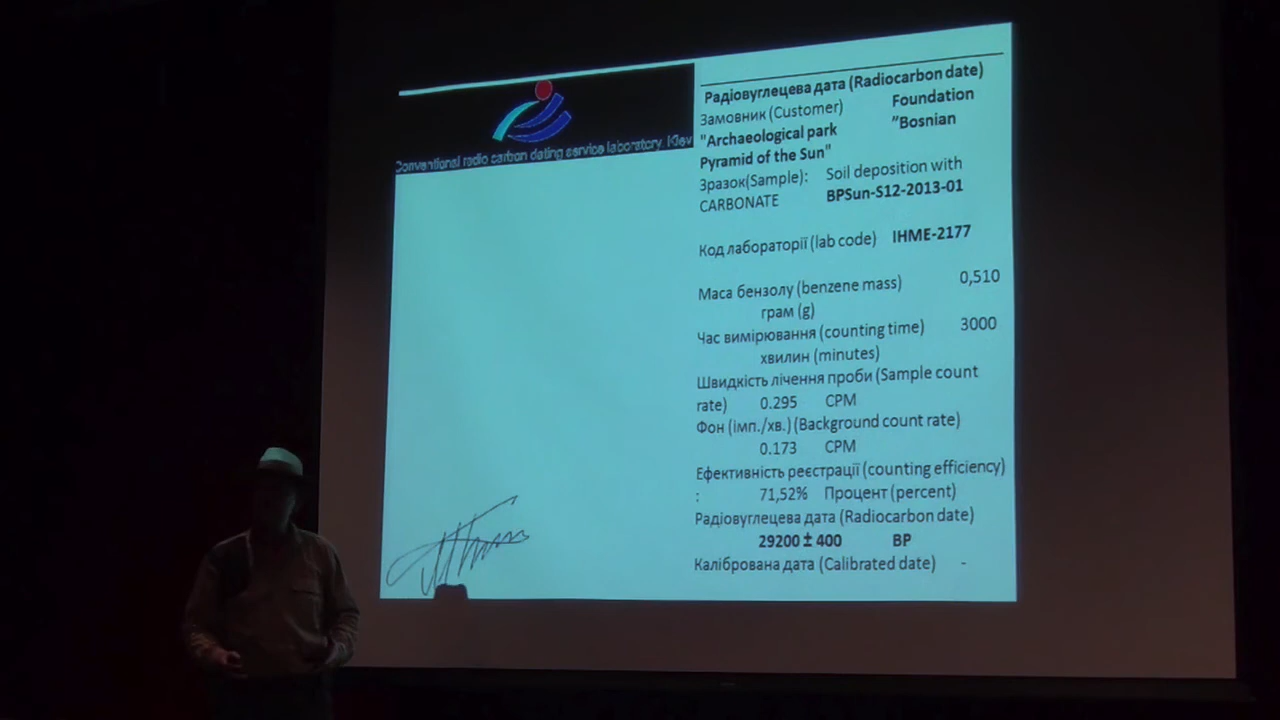 Conventional radio carbon dating service laboratory. Kiev
Радіовуглецева дата (Radiocarbon date)
Замовник (Customer) Foundation
"Archaeological park ”Bosnian
Pyramid of the Sun"
Зразок(Sample): Soil deposition with
CARBONATE BPSun-S12-2013-01
Код лабораторії (lab code) IHME-2177
Маса бензолу (benzene mass) 0,510
грам (g)
Час вимірювання (counting time) 3000
хвилин (minutes)
Швидкість лічення проби (Sample count
rate) 0.295 CPM
Фон (імп./хв.) (Background count rate)
0.173 CPM
Ефективність реєстрації (counting efficiency)
: 71,52% Процент (percent)
Радіовуглецева дата (Radiocarbon date)
29200 ± 400 BP
Калібрована дата (Calibrated date) -